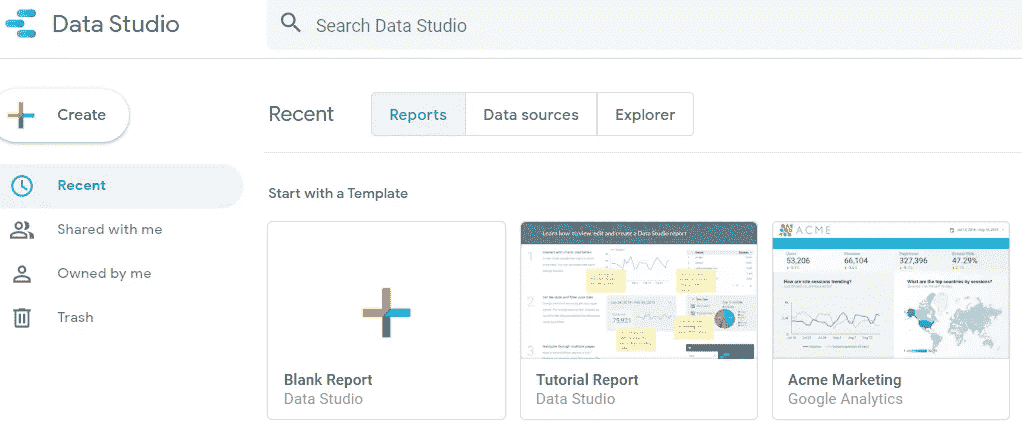 Data Studio
Search Data Studio
Create
Recent
Reports
Data sources
Explorer
Recent
Shared with me
Owned by me
Trash
Start with a Template
Learn how to view, edit and create a Data Studio report
1
2
3
75,921
ACME
53,206
66,104
327,396
47.29%
How are site sessions trending?
What are the top countries by sessions?
Blank Report
Data Studio
Tutorial Report
Data Studio
Acme Marketing
Google Analytics